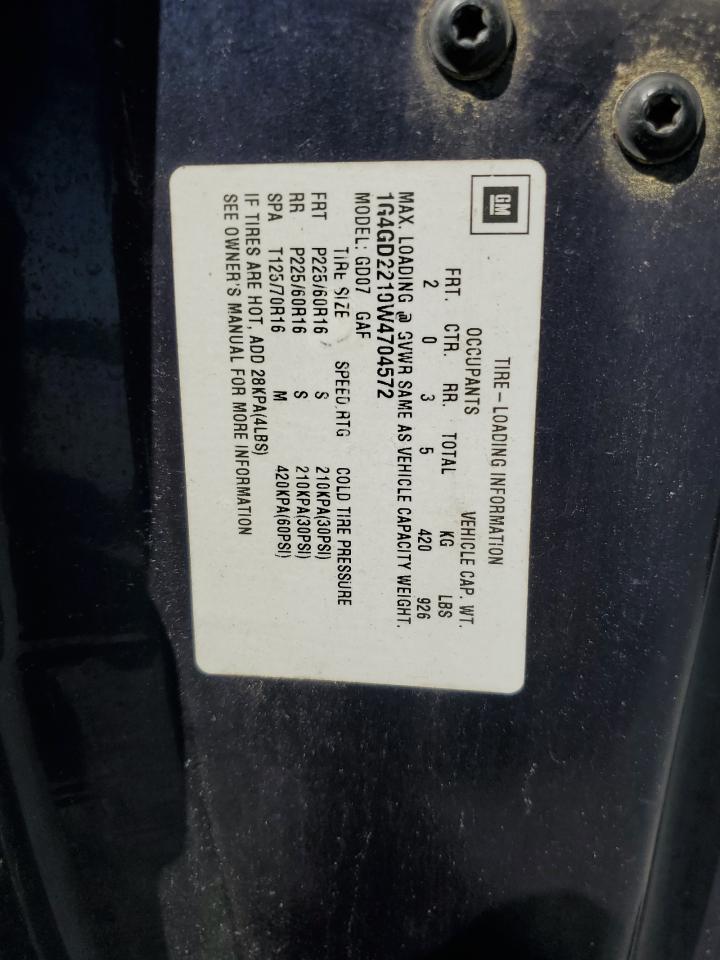 GM
TIRE-LOADING INFORMATION
OCCUPANTS VEHICLE CAP. WT.
FRT. CTR. RR. TOTAL KG LBS
2 0 3 5 420 926
MAX. LOADING @ GVWR SAME AS VEHICLE CAPACITY WEIGHT.
1G4GD2219W4704572
MODEL: GD07 GAF
TIRE SIZE SPEED RTG COLD TIRE PRESSURE
FRT P225/60R16 S 210KPA(30PSI)
RR P225/60R16 S 210KPA(30PSI)
SPA T125/70R16 M 420KPA(60PSI)
IF TIRES ARE HOT, ADD 28KPA(4LBS)
SEE OWNER'S MANUAL FOR MORE INFORMATION